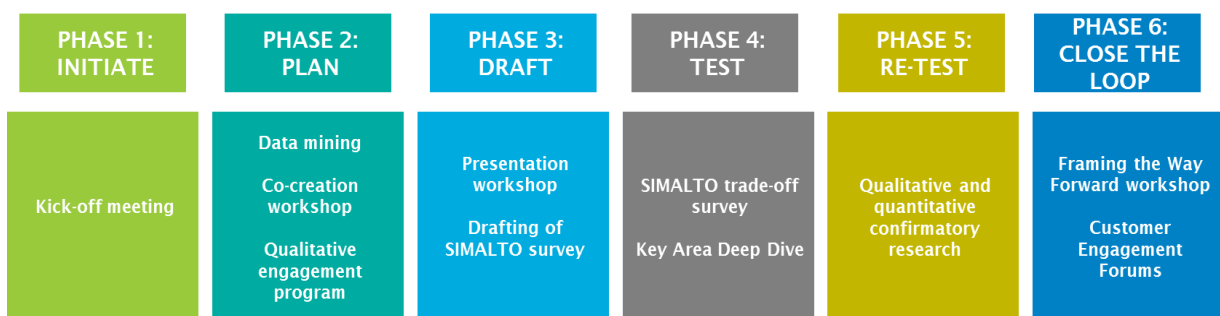 PHASE 1:
INITIATE
PHASE 2:
PLAN
PHASE 3:
DRAFT
PHASE 4:
TEST
PHASE 5:
RE-TEST
PHASE 6:
CLOSE THE
LOOP
Kick-off meeting
Data mining
Co-creation
workshop
Qualitative
engagement
program
Presentation
workshop
Drafting of
SIMALTO survey
SIMALTO trade-off
survey
Key Area Deep Dive
Qualitative and
quantitative
confirmatory
research
Framing the Way
Forward workshop
Customer
Engagement
Forums